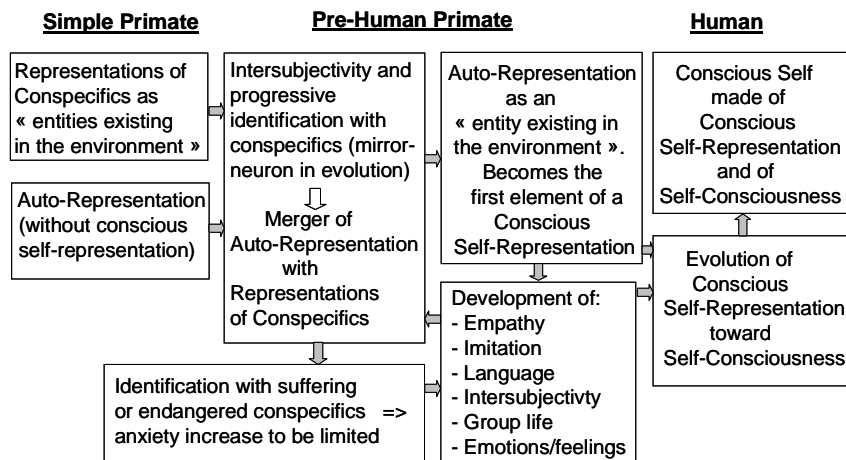 Simple Primate
Pre-Human Primate
Human
Representations of
Conspecifics as
« entities existing
in the environment »
Auto-Representation
(without conscious
self-representation)
Intersubjectivity and
progressive
identification with
conspecifics (mirror-
neuron in evolution)
Merger of
Auto-Representation
with
Representations
of Conspecifics
Identification with suffering
or endangered conspecifics =>
anxiety increase to be limited
Auto-Representation
as an
« entity existing in
the environment ».
Becomes the
first element of a
Conscious
Self-Representation
Development of:
- Empathy
- Imitation
- Language
- Intersubjectivty
- Group life
- Emotions/feelings
Conscious Self
made of
Conscious
Self-Representation
and of
Self-Consciousness
Evolution of
Conscious
Self-Representation
toward
Self-Consciousness